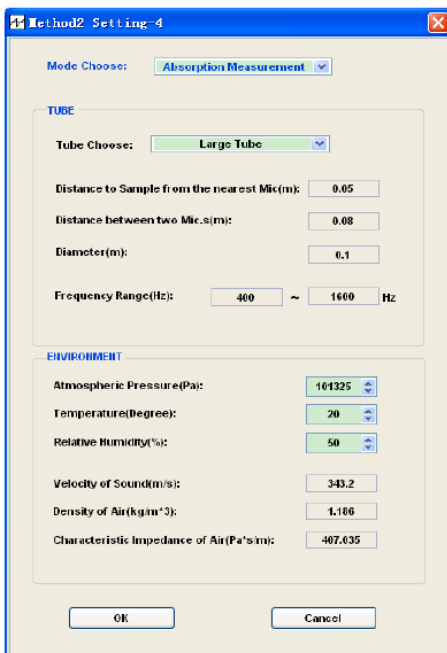 Method2 Setting-4
Mode Choose: Absorption Measurement
TUBE
Tube Choose: Large Tube
Distance to Sample from the nearest Mic(m): 0.05
Distance between two Mic.s(m): 0.08
Diameter(m): 0.1
Frequency Range(Hz): 400 ~ 1600 Hz
ENVIRONMENT
Atmospheric Pressure(Pa): 101325
Temperature(Degree): 20
Relative Humidity(%): 50
Velocity of Sound(m/s): 343.2
Density of Air(kg/m^3): 1.186
Characteristic Impedance of Air(Pa*s/m): 407.035
OK Cancel